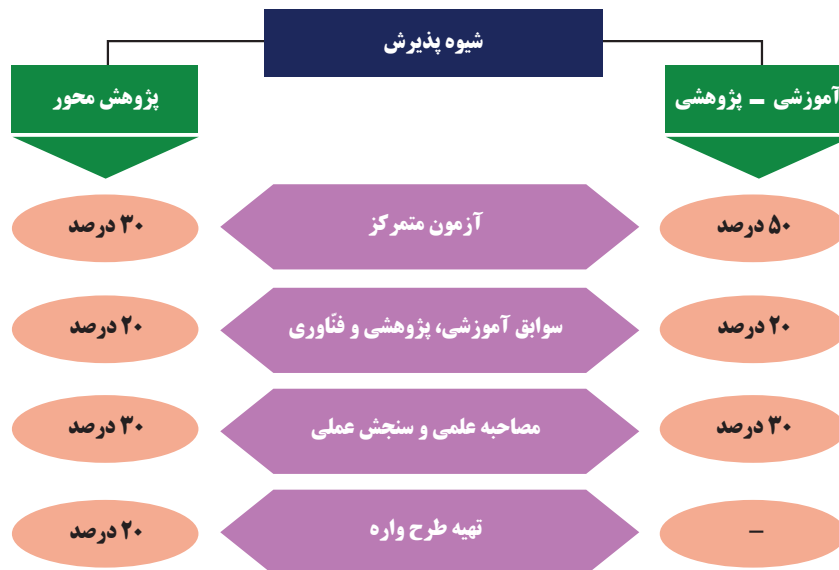 شیوه پذیرش
آموزشی - پژوهشی
پژوهش محور
۵۰ درصد
آزمون متمرکز
۳۰ درصد
۲۰ درصد
سوابق آموزشی، پژوهشی و فنّاوری
۲۰ درصد
۳۰ درصد
مصاحبه علمی و سنجش عملی
۳۰ درصد
-
تهیه طرح واره
۲۰ درصد